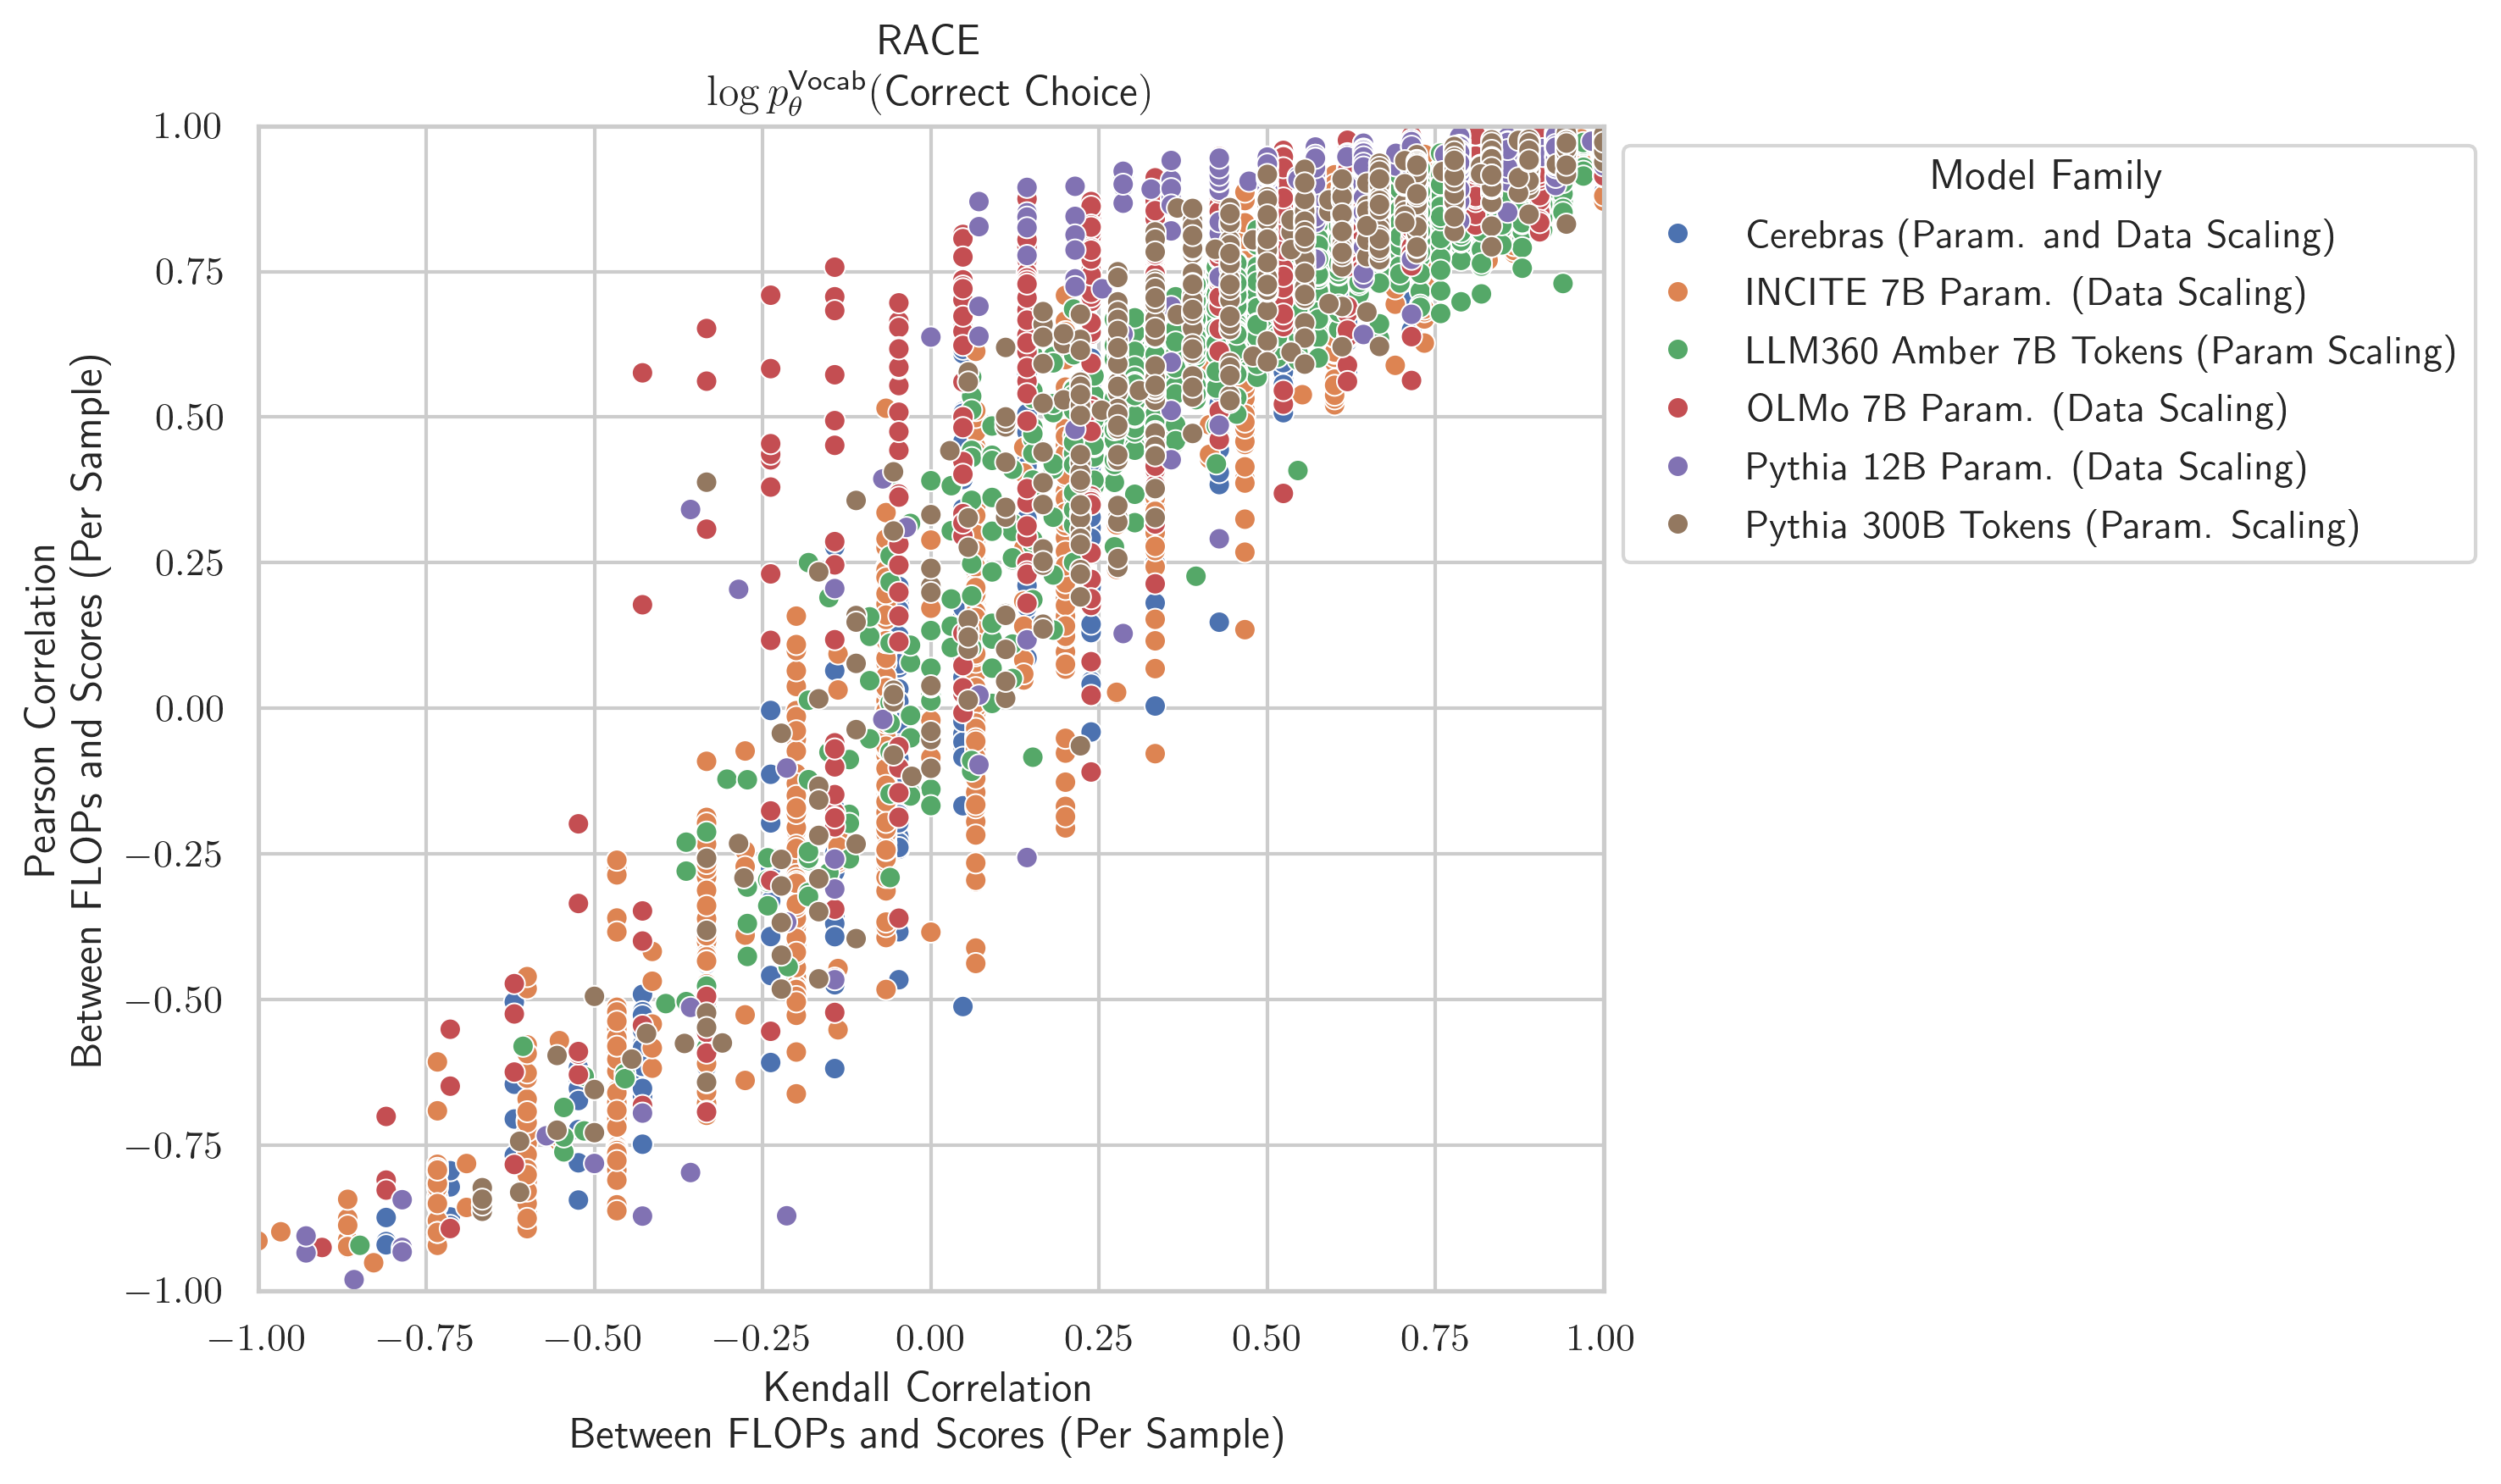 RACE
log p_θ^Vocab(Correct Choice)
1.00
0.75
0.50
0.25
0.00
−0.25
−0.50
−0.75
−1.00
Pearson Correlation
Between FLOPs and Scores (Per Sample)
−1.00 −0.75 −0.50 −0.25 0.00 0.25 0.50 0.75 1.00
Kendall Correlation
Between FLOPs and Scores (Per Sample)
Model Family
Cerebras (Param. and Data Scaling)
INCITE 7B Param. (Data Scaling)
LLM360 Amber 7B Tokens (Param Scaling)
OLMo 7B Param. (Data Scaling)
Pythia 12B Param. (Data Scaling)
Pythia 300B Tokens (Param. Scaling)